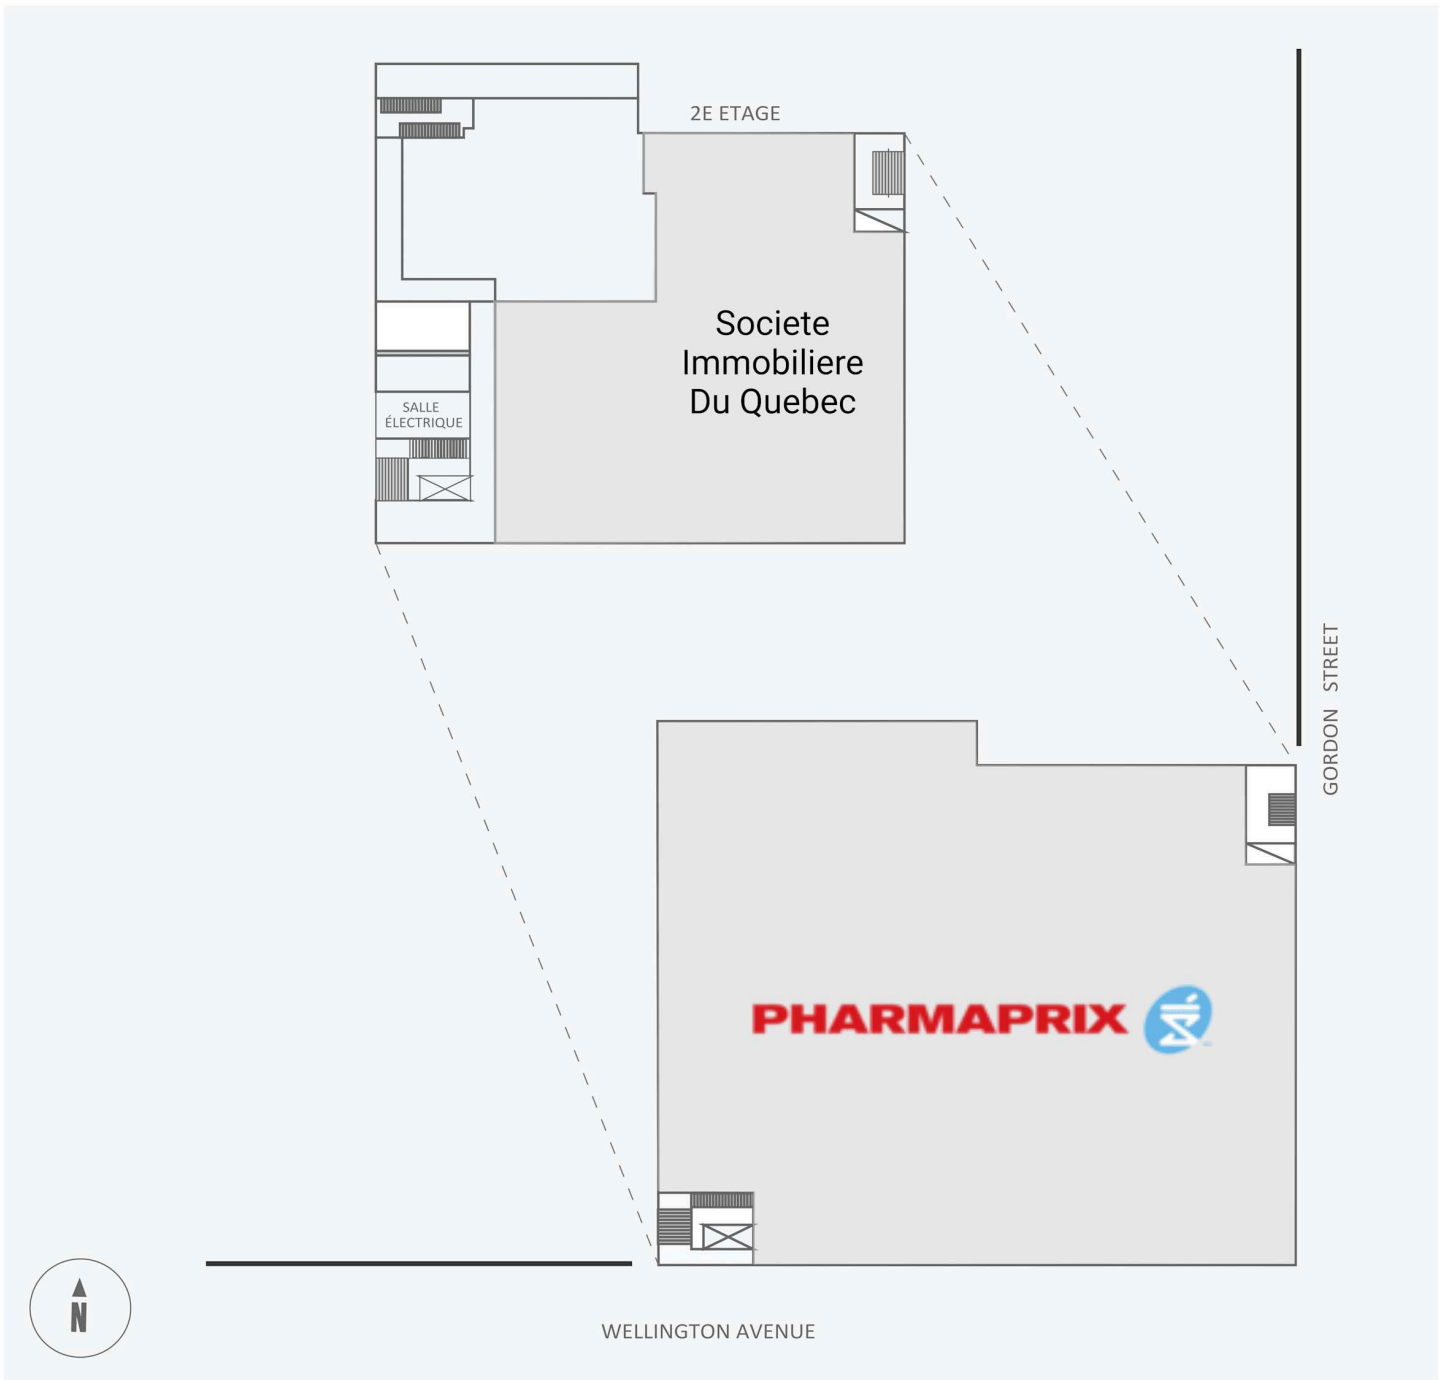 2E ETAGE
Societe
Immobiliere
Du Quebec
SALLE
ÉLECTRIQUE
GORDON STREET
PHARMAPRIX
N
WELLINGTON AVENUE